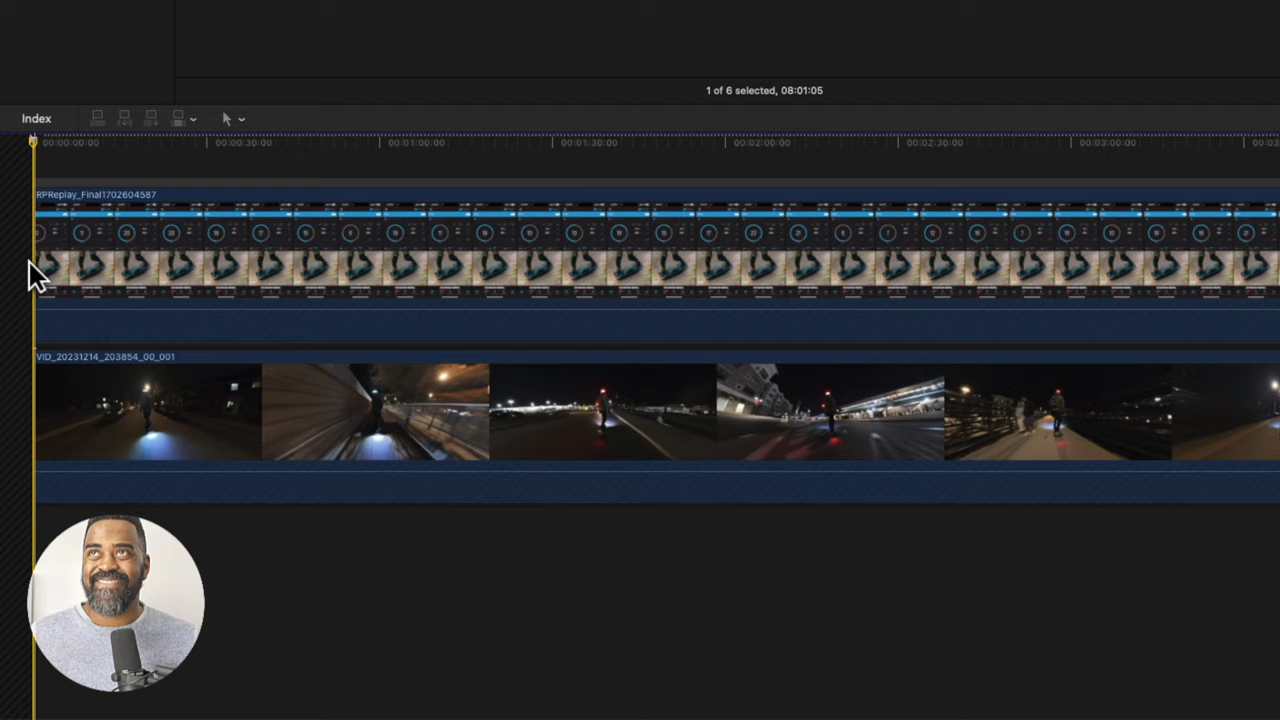 1 of 6 selected, 08:01:05
Index
00:00:00:00
00:00:30:00
00:01:00:00
00:01:30:00
00:02:00:00
00:02:30:00
00:03:00:00
RPReplay_Final1702604587
VID_20231214_203854_00_001